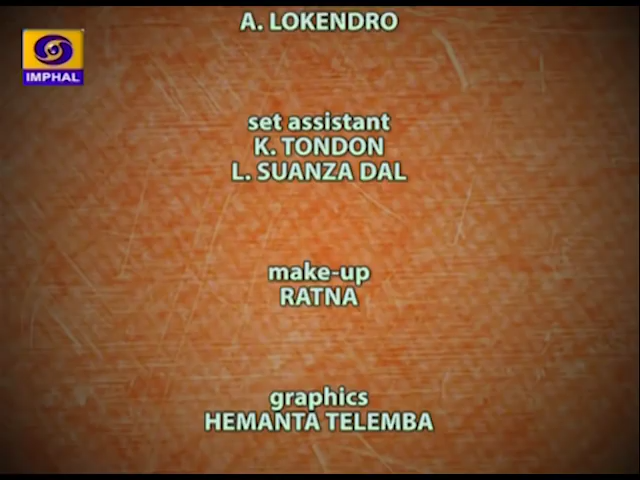 A. LOKENDRO
IMPHAL
set assistant
K. TONDON
L. SUANZA DAL
make-up
RATNA
graphics
HEMANTA TELEMBA